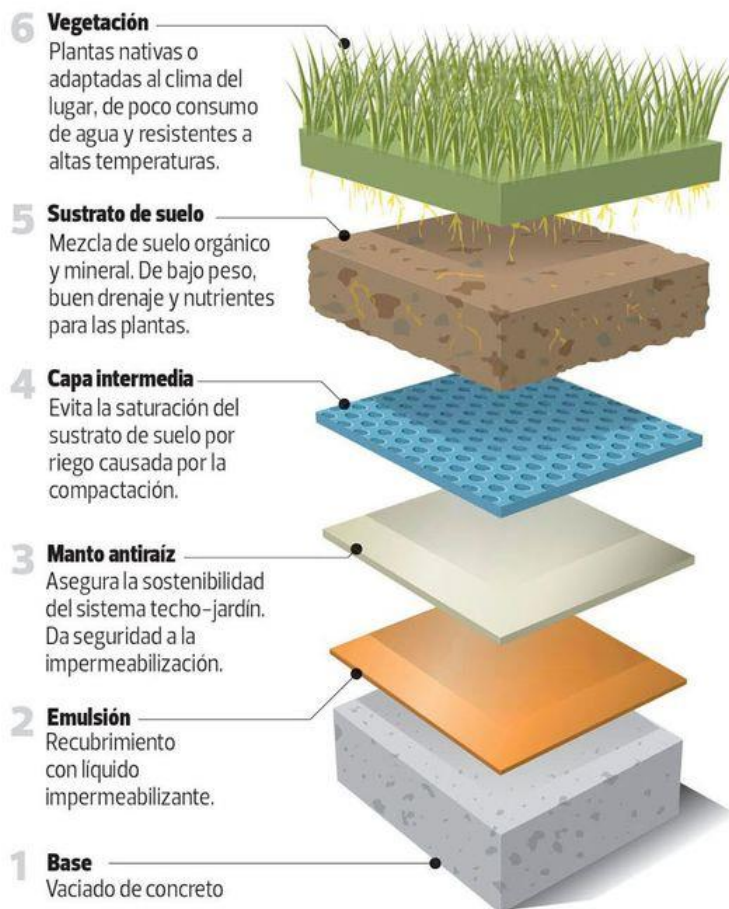 6 Vegetación
Plantas nativas o
adaptadas al clima del
lugar, de poco consumo
de agua y resistentes a
altas temperaturas.
5 Sustrato de suelo
Mezcla de suelo orgánico
y mineral. De bajo peso,
buen drenaje y nutrientes
para las plantas.
4 Capa intermedia
Evita la saturación del
sustrato de suelo por
riego causada por la
compactación.
3 Manto antiraíz
Asegura la sostenibilidad
del sistema techo-jardín.
Da seguridad a la
impermeabilización.
2 Emulsión
Recubrimiento
con líquido
impermeabilizante.
1 Base
Vaciado de concreto